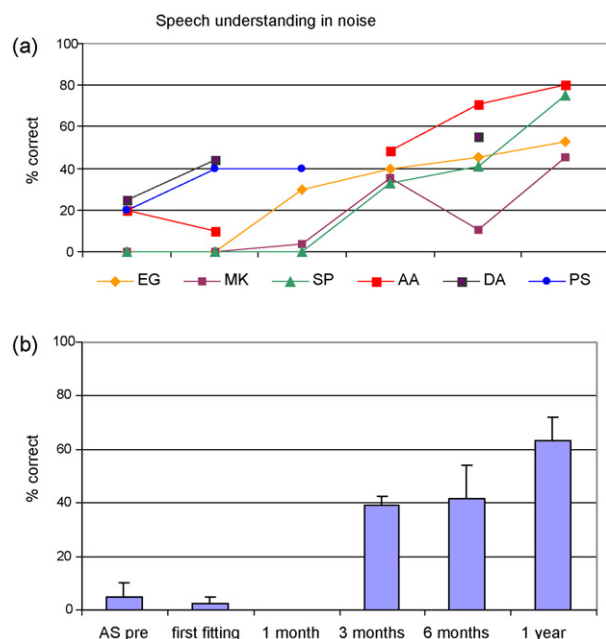 Speech understanding in noise
(a)
% correct
100
80
60
40
20
0
EG MK SP AA DA PS
(b)
% correct
100
80
60
40
20
0
AS pre first fitting 1 month 3 months 6 months 1 year